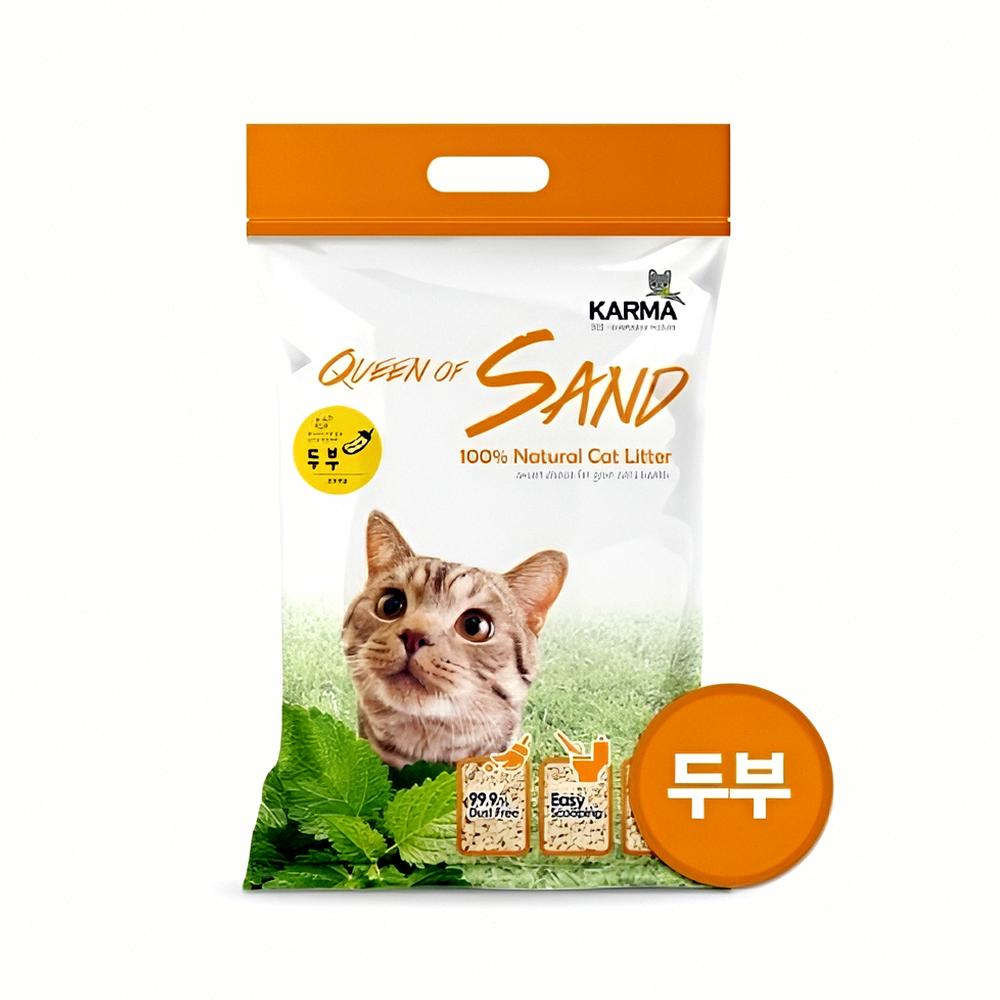 KARMA
QUEEN OF SAND
100% Natural Cat Litter
두부
99.9%
Dust Free
Easy
Scooping
두부